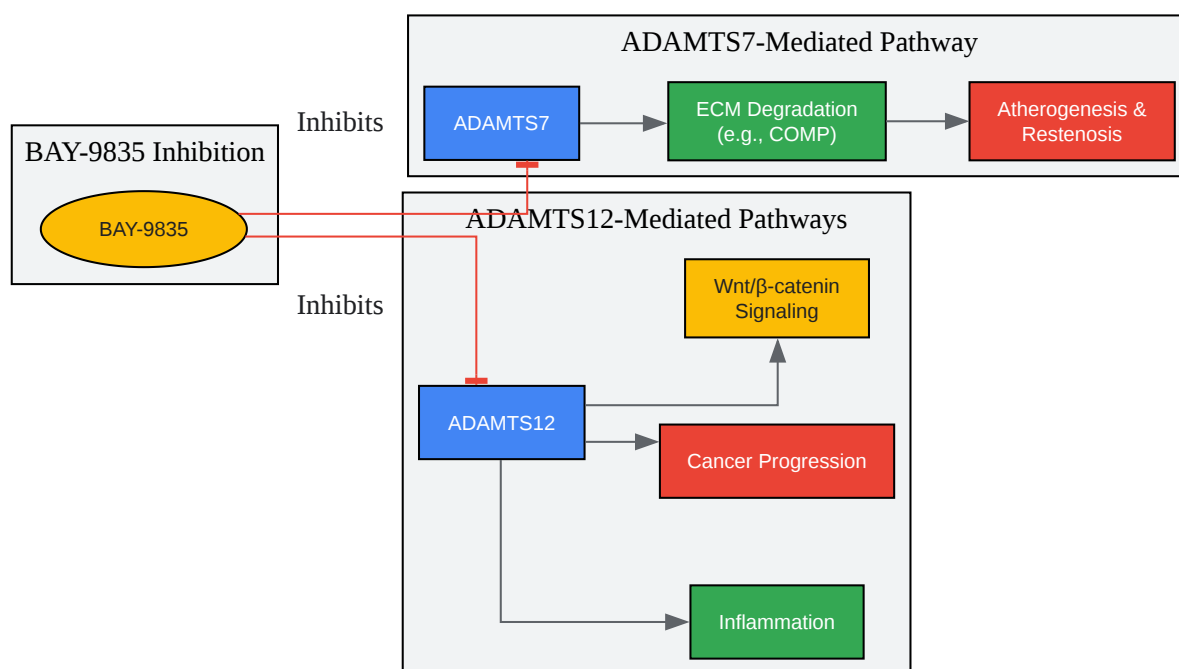 ADAMTS7-Mediated Pathway
ADAMTS7
ECM Degradation
(e.g., COMP)
Atherogenesis &
Restenosis
Inhibits
BAY-9835 Inhibition
BAY-9835
Inhibits
ADAMTS12-Mediated Pathways
Wnt/β-catenin
Signaling
ADAMTS12
Cancer Progression
Inflammation